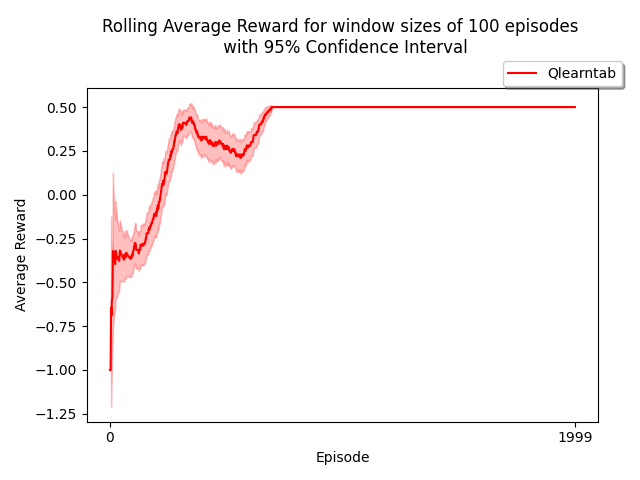 Rolling Average Reward for window sizes of 100 episodes
with 95% Confidence Interval
Qlearntab
0.50
0.25
0.00
−0.25
−0.50
−0.75
−1.00
−1.25
Average Reward
0
1999
Episode